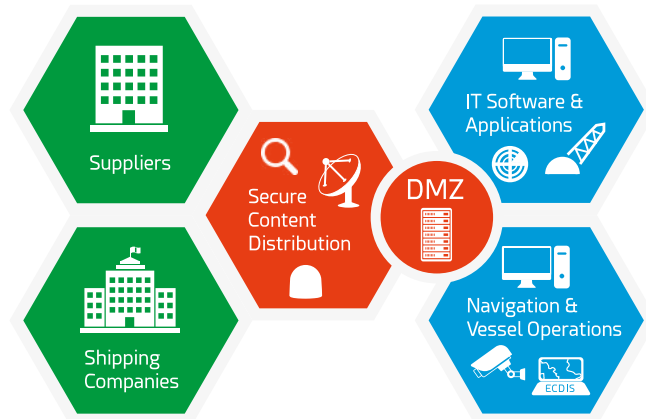 Suppliers
Secure
Content
Distribution
DMZ
IT Software &
Applications
Shipping
Companies
Navigation &
Vessel Operations
ECDIS